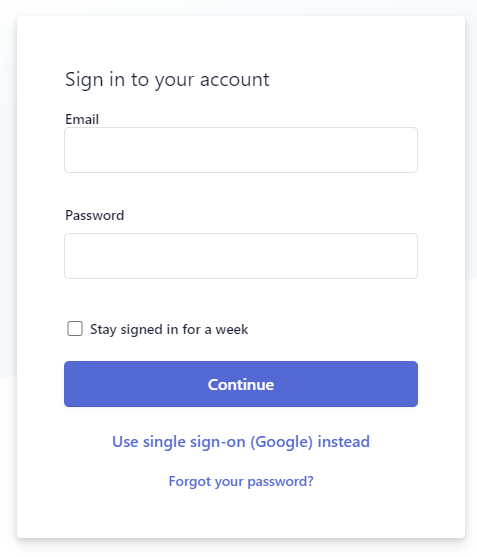 Sign in to your account
Email
Password
Stay signed in for a week
Continue
Use single sign-on (Google) instead
Forgot your password?